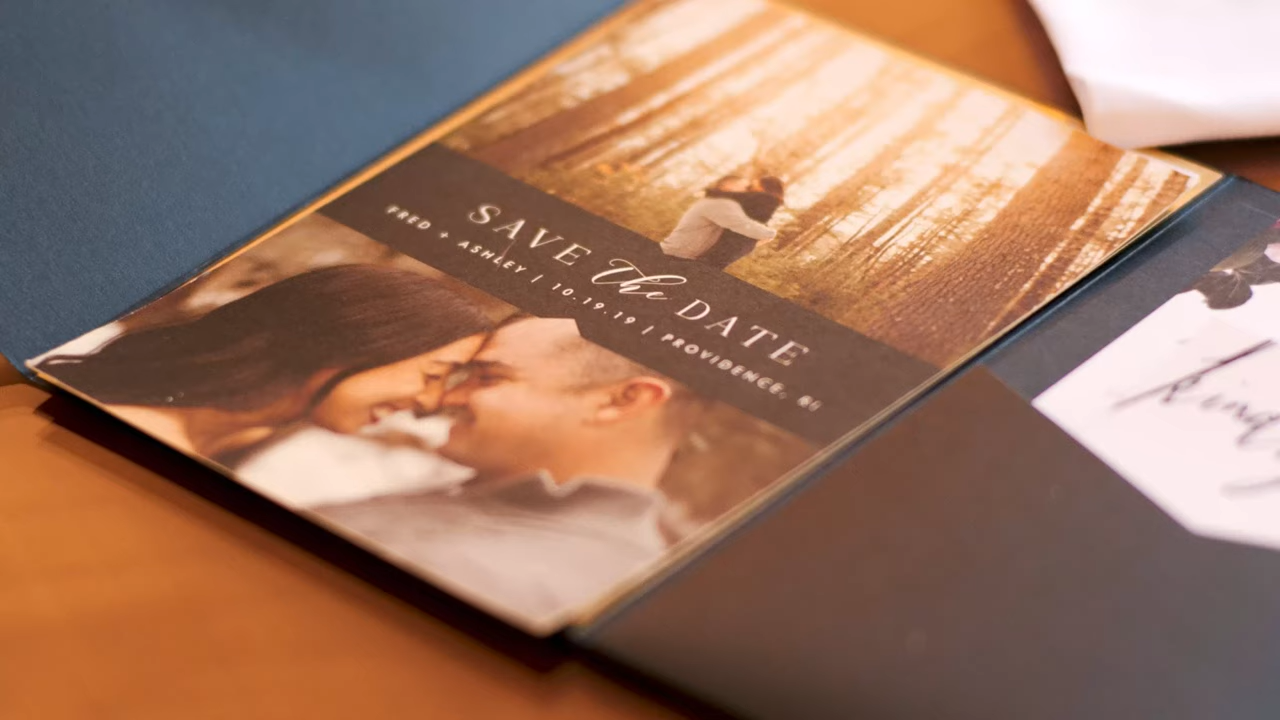 SAVE the DATE
FRED + ASHLEY | 10.19.19 | PROVIDENCE, RI